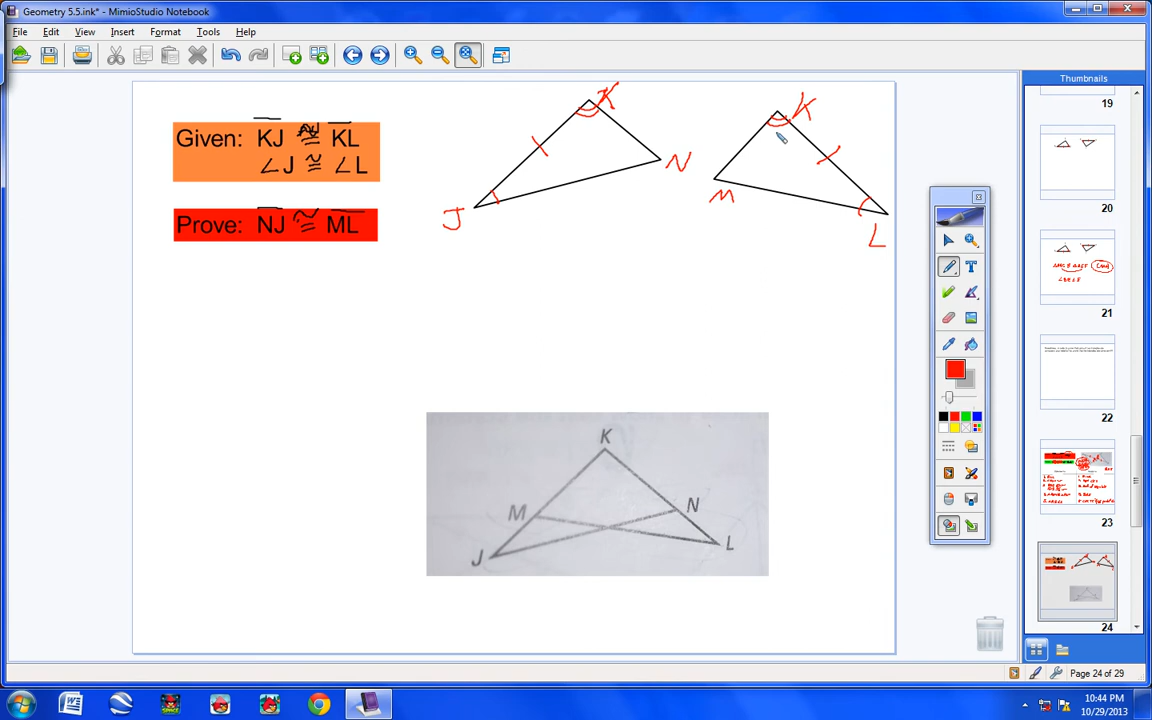 Geometry 5.5.ink* - MimioStudio Notebook
File Edit View Insert Format Tools Help
Given: KJ ≅ KL
∠J ≅ ∠L
Prove: NJ ≅ ML
K
N
J
K
M
L
K
M
N
J
L
Thumbnails
19
20
21
22
23
24
Page 24 of 29
10:44 PM
10/29/2013